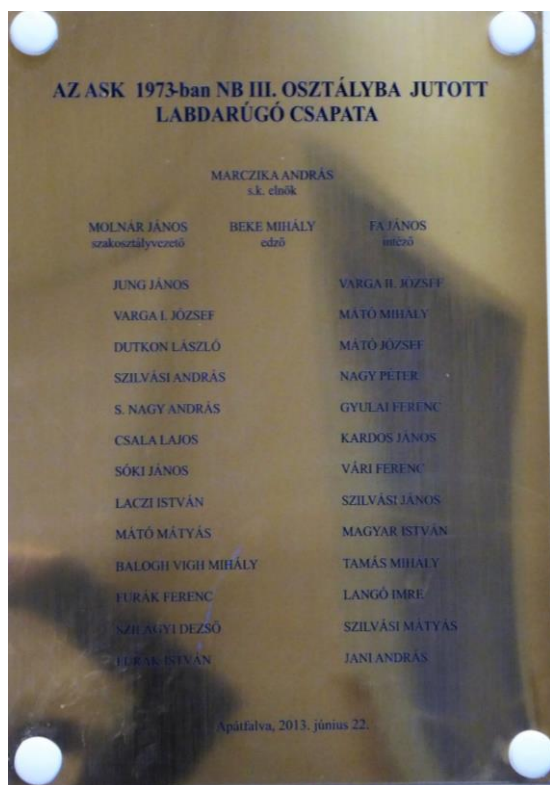 AZ ASK 1973-ban NB III. OSZTÁLYBA JUTOTT
LABDARÚGÓ CSAPATA
MARCZIKA ANDRÁS
s.k. elnök
MOLNÁR JÁNOS BEKE MIHÁLY FA JÁNOS
szakosztályvezető edző intéző
JUNG JÁNOS VARGA II. JÓZSEF
VARGA I. JÓZSEF MÁTÓ MIHÁLY
DUTKON LÁSZLÓ MÁTÓ JÓZSEF
SZILVÁSI ANDRÁS NAGY PÉTER
S. NAGY ANDRÁS GYULAI FERENC
CSALA LAJOS KARDOS JÁNOS
SÓKI JÁNOS VÁRI FERENC
LACZI ISTVÁN SZILVÁSI JÁNOS
MÁTÓ MÁTYÁS MAGYAR ISTVÁN
BALOGH VIGH MIHÁLY TAMÁS MIHÁLY
FURÁK FERENC LANGÓ IMRE
SZILÁGYI DEZSŐ SZILVÁSI MÁTYÁS
FURÁK ISTVÁN JANI ANDRÁS
Apátfalva, 2013. június 22.